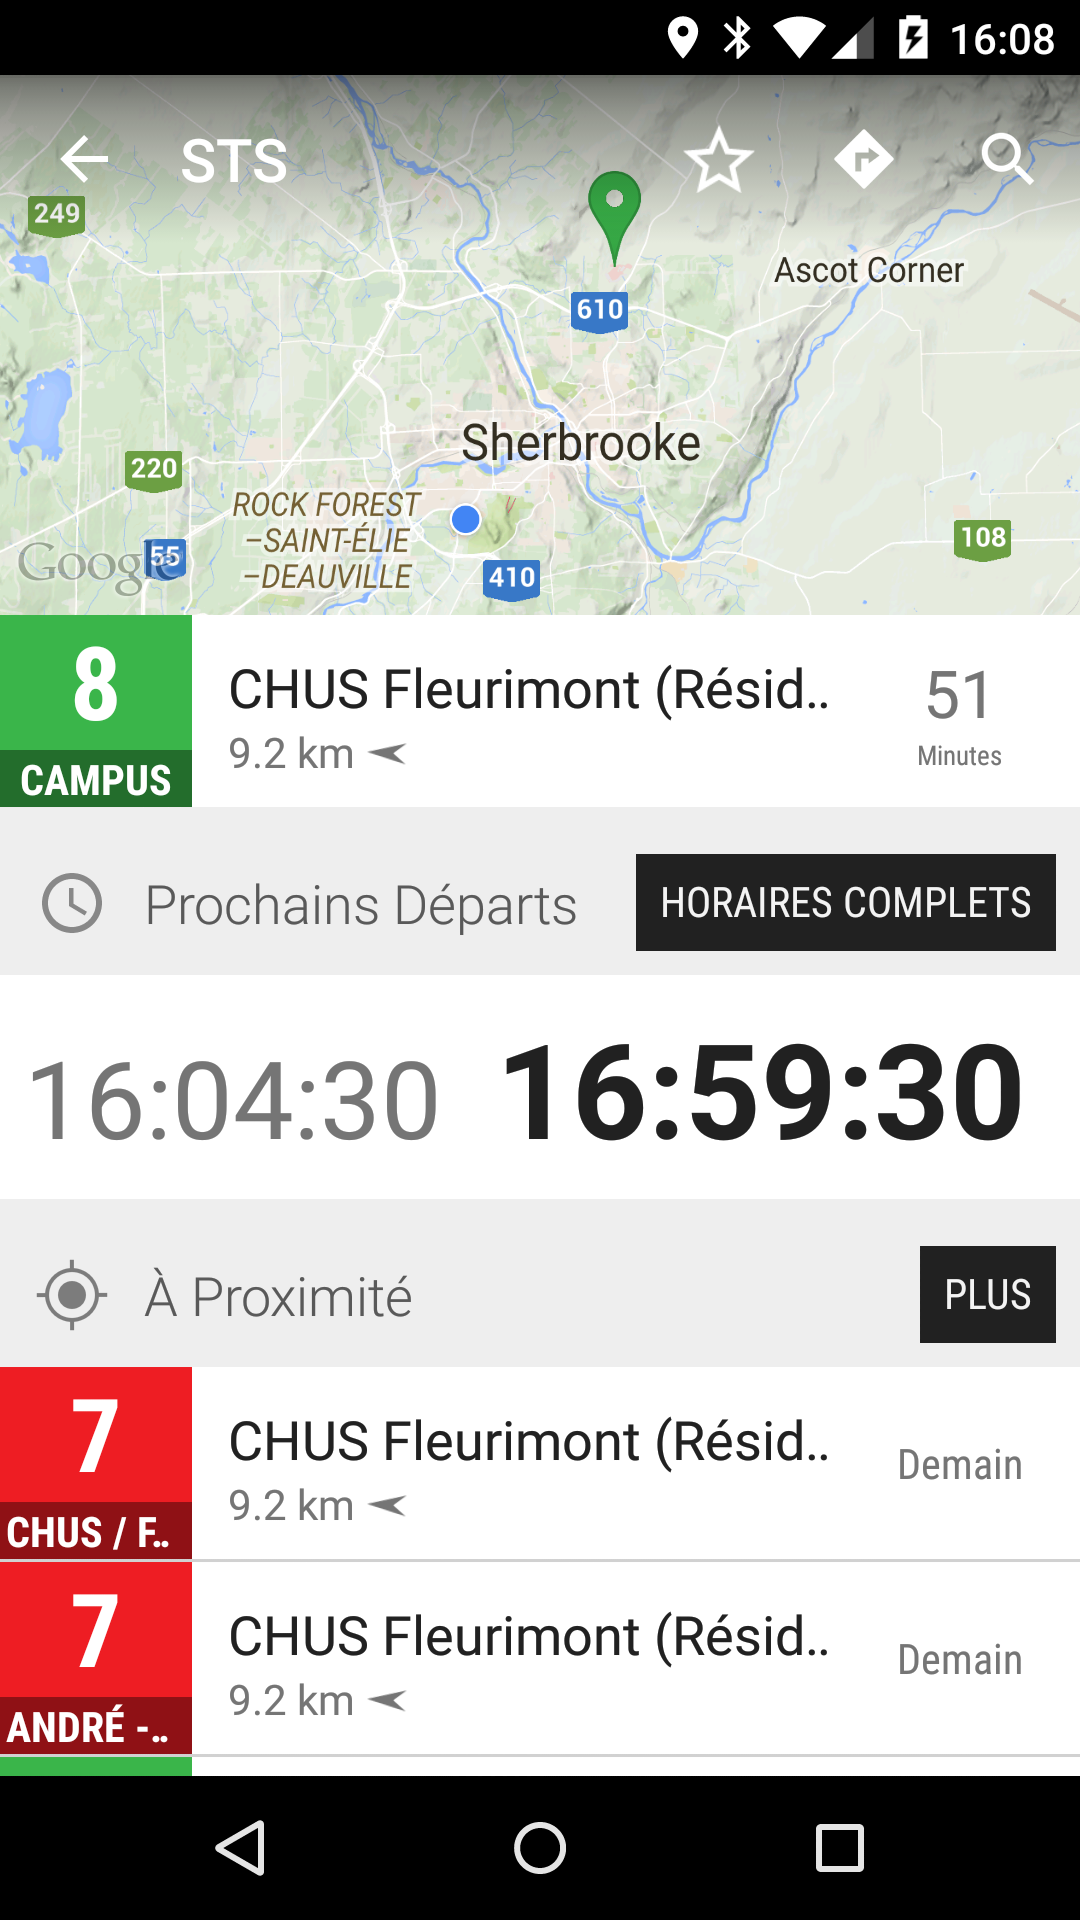 16:08
STS
249
Ascot Corner
610
Sherbrooke
220
ROCK FOREST
–SAINT-ÉLIE
–DEAUVILLE
108
Google
55
410
8
CAMPUS
CHUS Fleurimont (Résid..
9.2 km
51
Minutes
Prochains Départs
HORAIRES COMPLETS
16:04:30
16:59:30
À Proximité
PLUS
7
CHUS / F..
CHUS Fleurimont (Résid..
9.2 km
Demain
7
ANDRÉ -..
CHUS Fleurimont (Résid..
9.2 km
Demain